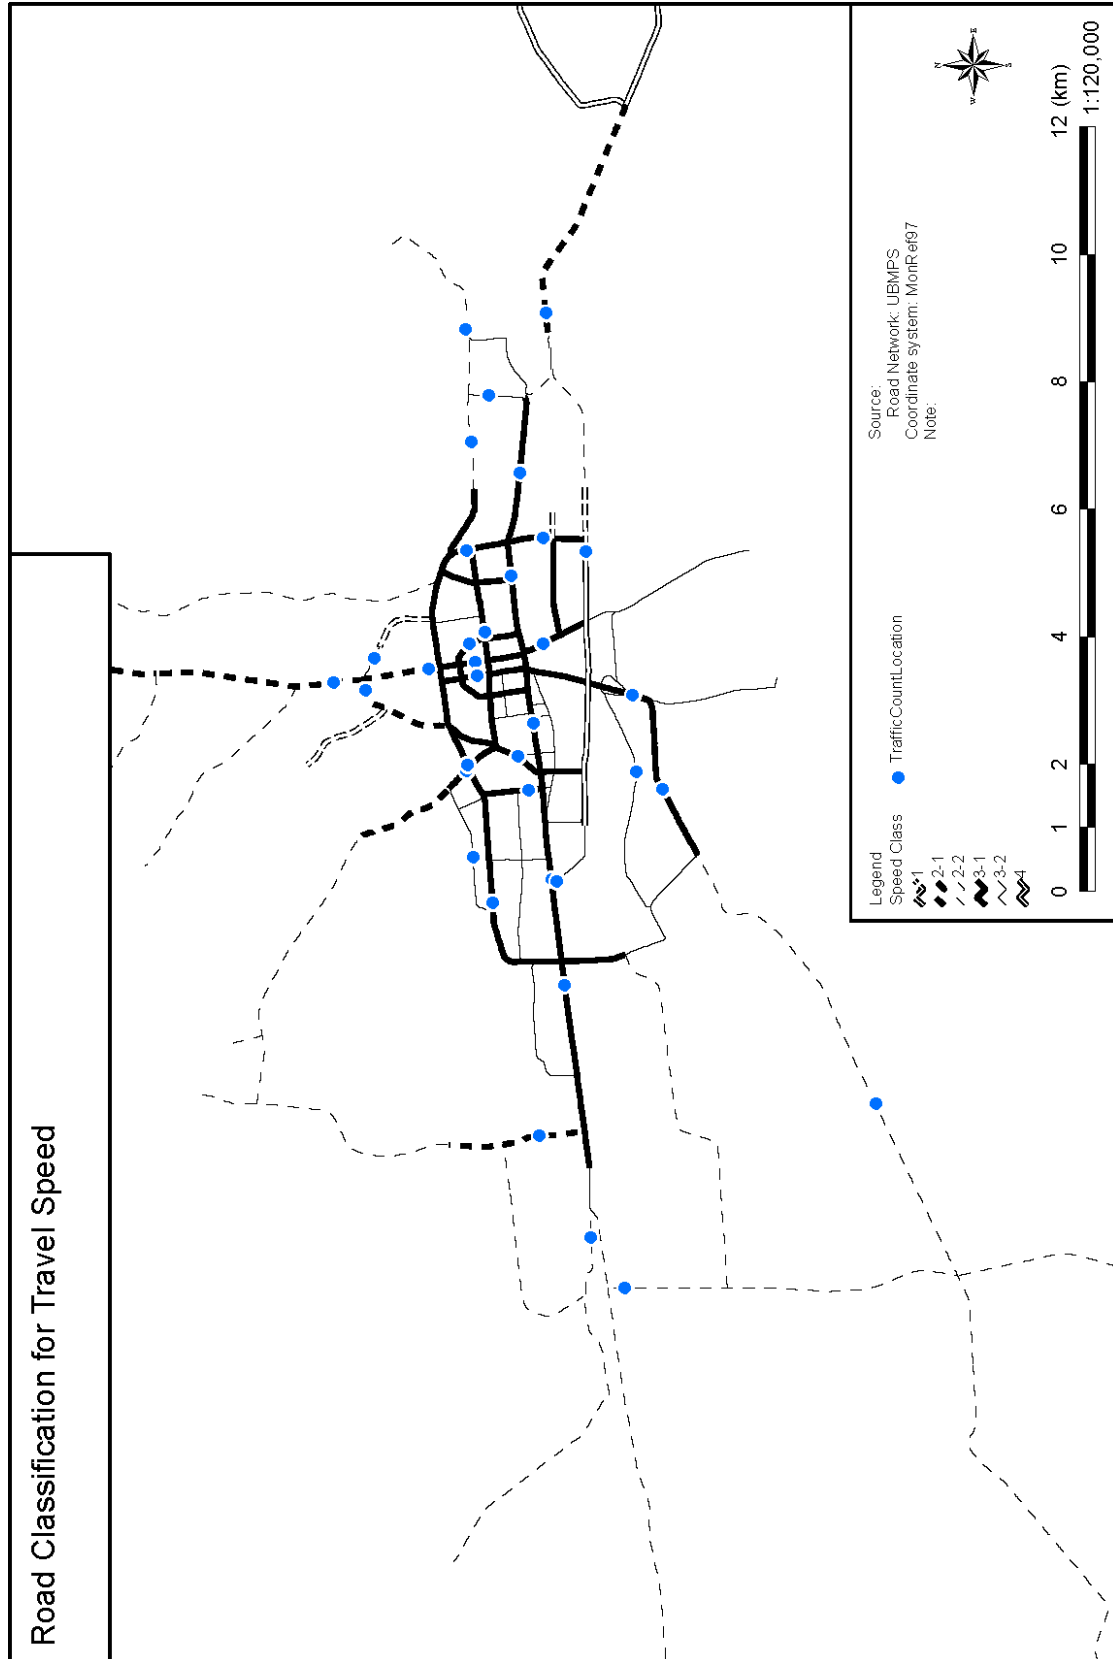 Road Classification for Travel Speed
Legend
Speed Class
1
2-1
2-2
3-1
3-2
4
TrafficCountLocation
Source:
Road Network: UBMPS
Coordinate system: MonRef97
Note:
N
E
S
W
0 1 2 4 6 8 10 12 (km)
1:120,000